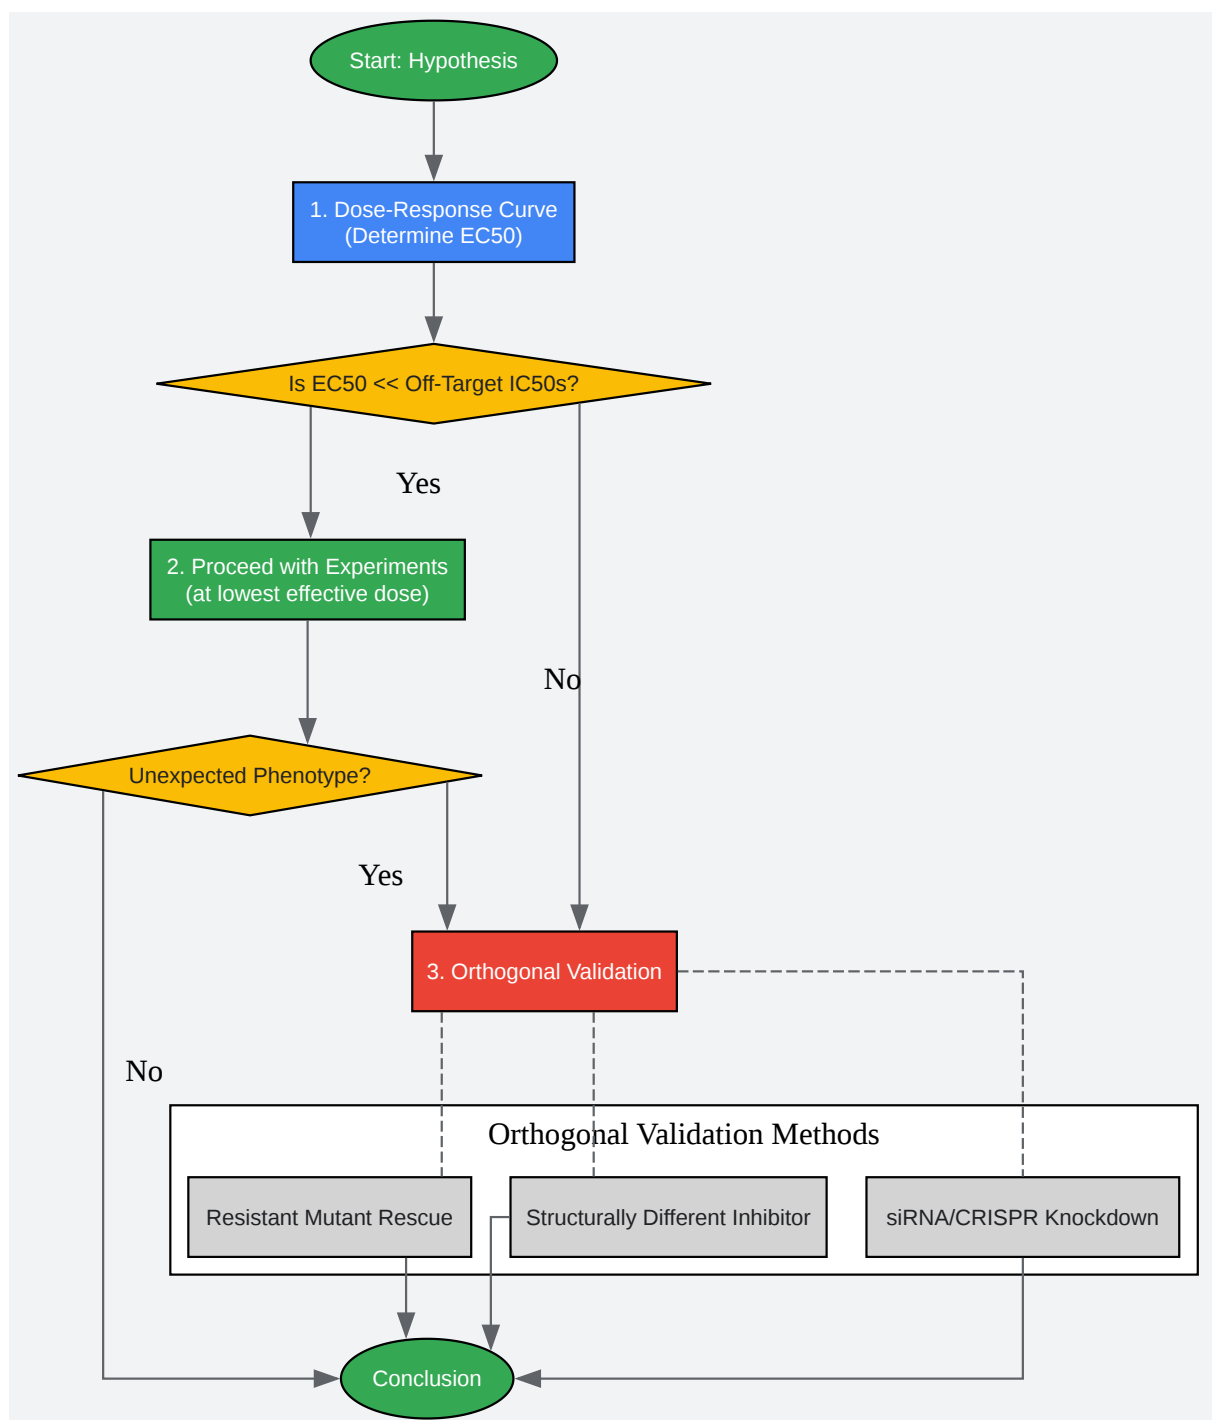 Start: Hypothesis
1. Dose-Response Curve
(Determine EC50)
Is EC50 << Off-Target IC50s?
Yes
2. Proceed with Experiments
(at lowest effective dose)
No
Unexpected Phenotype?
Yes
3. Orthogonal Validation
No
Orthogonal Validation Methods
Resistant Mutant Rescue
Structurally Different Inhibitor
siRNA/CRISPR Knockdown
Conclusion